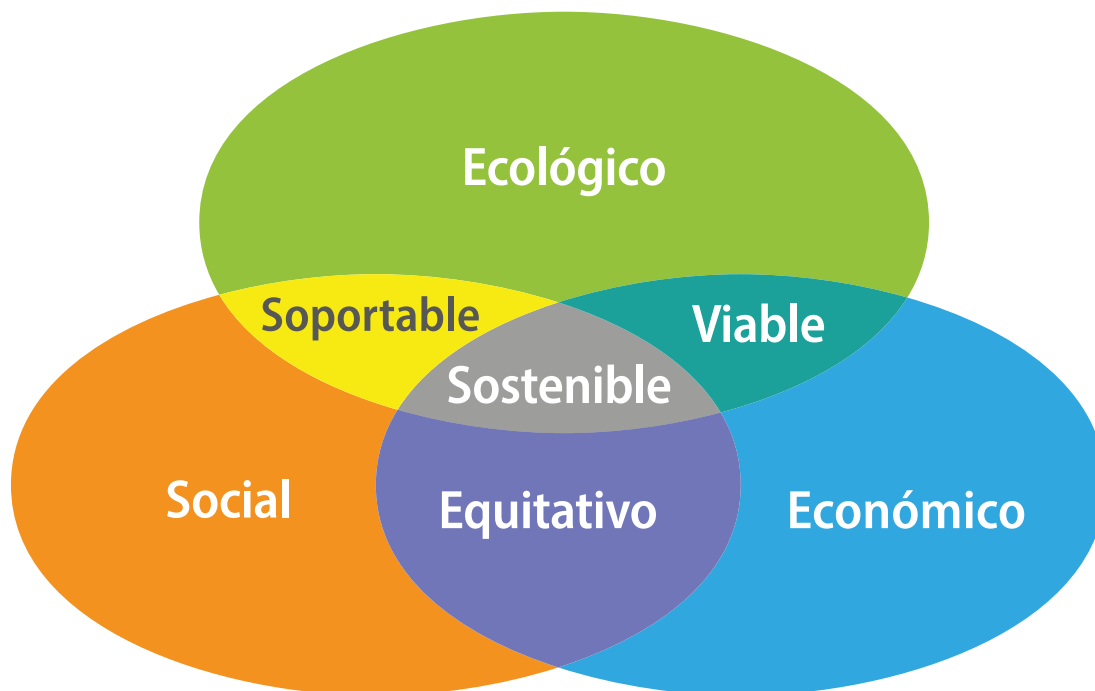 Ecológico
Soportable
Viable
Sostenible
Social
Equitativo
Económico